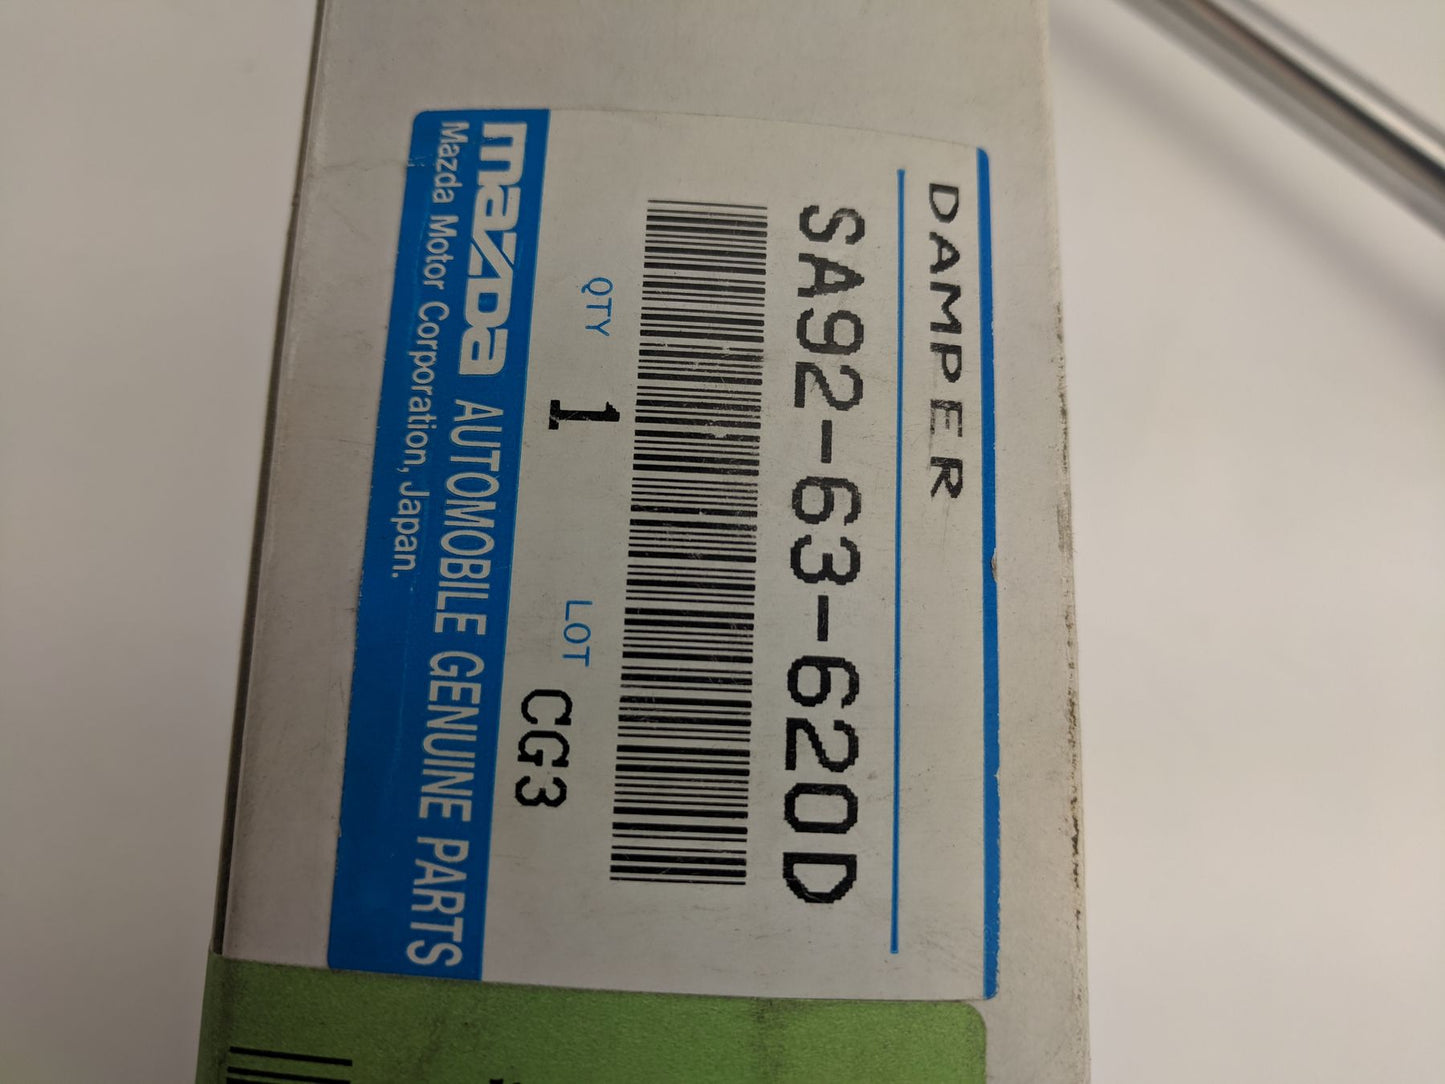 DAMPER
SA92-63-620D
QTY 1 LOT CG3
mazda AUTOMOBILE GENUINE PARTS
Mazda Motor Corporation, Japan.